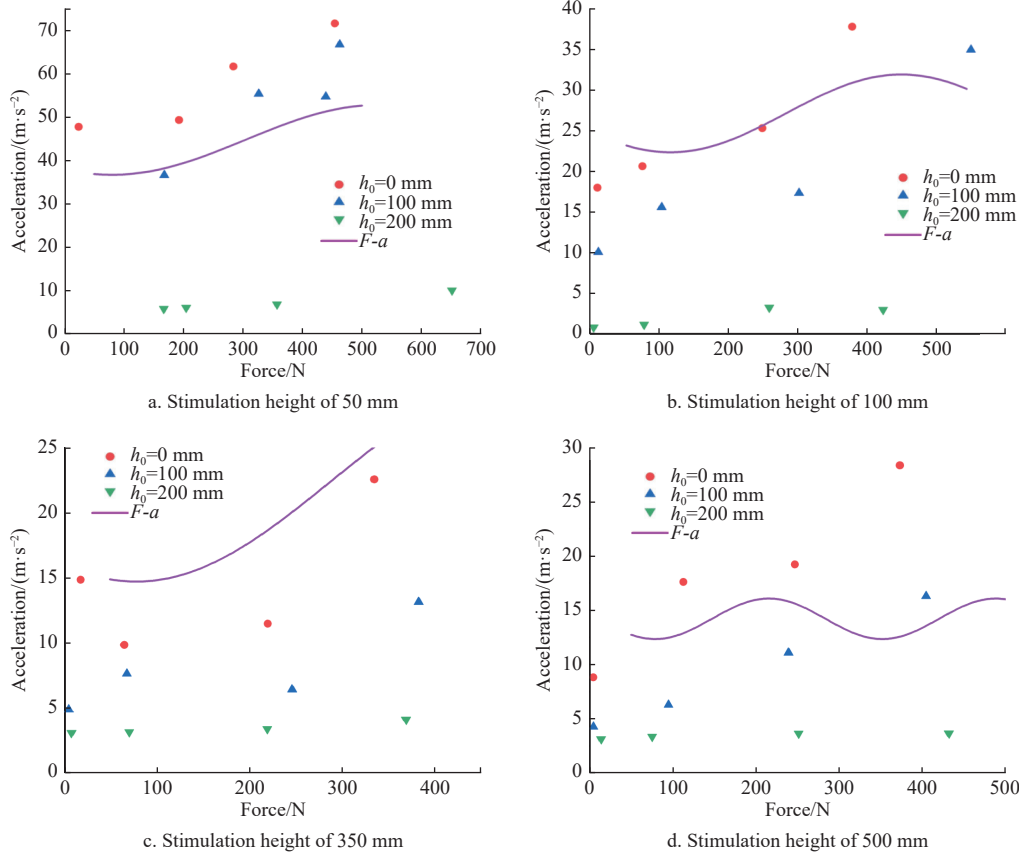 80
70
60
50
40
30
20
10
0
Acceleration/(m·s⁻²)
h₀=0 mm
h₀=100 mm
h₀=200 mm
F-a
0 100 200 300 400 500 600 700
Force/N
a. Stimulation height of 50 mm
40
35
30
25
20
15
10
5
0
Acceleration/(m·s⁻²)
h₀=0 mm
h₀=100 mm
h₀=200 mm
F-a
0 100 200 300 400 500
Force/N
b. Stimulation height of 100 mm
25
20
15
10
5
0
Acceleration/(m·s⁻²)
h₀=0 mm
h₀=100 mm
h₀=200 mm
F-a
0 100 200 300 400
Force/N
c. Stimulation height of 350 mm
30
25
20
15
10
5
0
Acceleration/(m·s⁻²)
h₀=0 mm
h₀=100 mm
h₀=200 mm
F-a
0 100 200 300 400 500
Force/N
d. Stimulation height of 500 mm